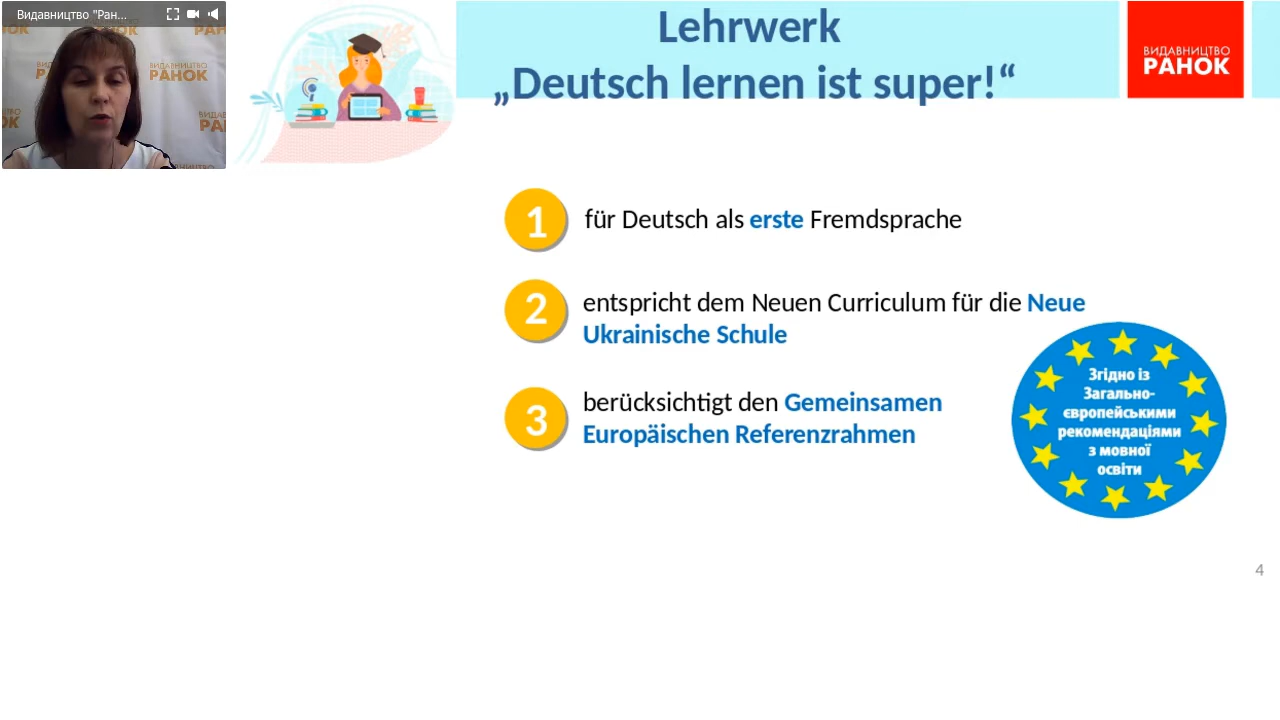 Видавництво "Ран...
Lehrwerk
„Deutsch lernen ist super!“
ВИДАВНИЦТВО
РАНОК
1
für Deutsch als erste Fremdsprache
2
entspricht dem Neuen Curriculum für die Neue
Ukrainische Schule
3
berücksichtigt den Gemeinsamen
Europäischen Referenzrahmen
Згідно із
Загально-
європейськими
рекомендаціями
з мовної
освіти
4